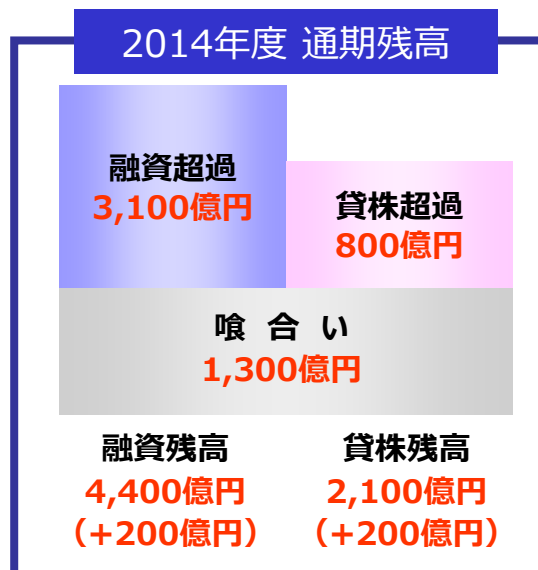 2014年度 通期残高
融資超過
3,100億円
貸株超過
800億円
喰 合 い
1,300億円
融資残高
4,400億円
（+200億円）
貸株残高
2,100億円
（+200億円）